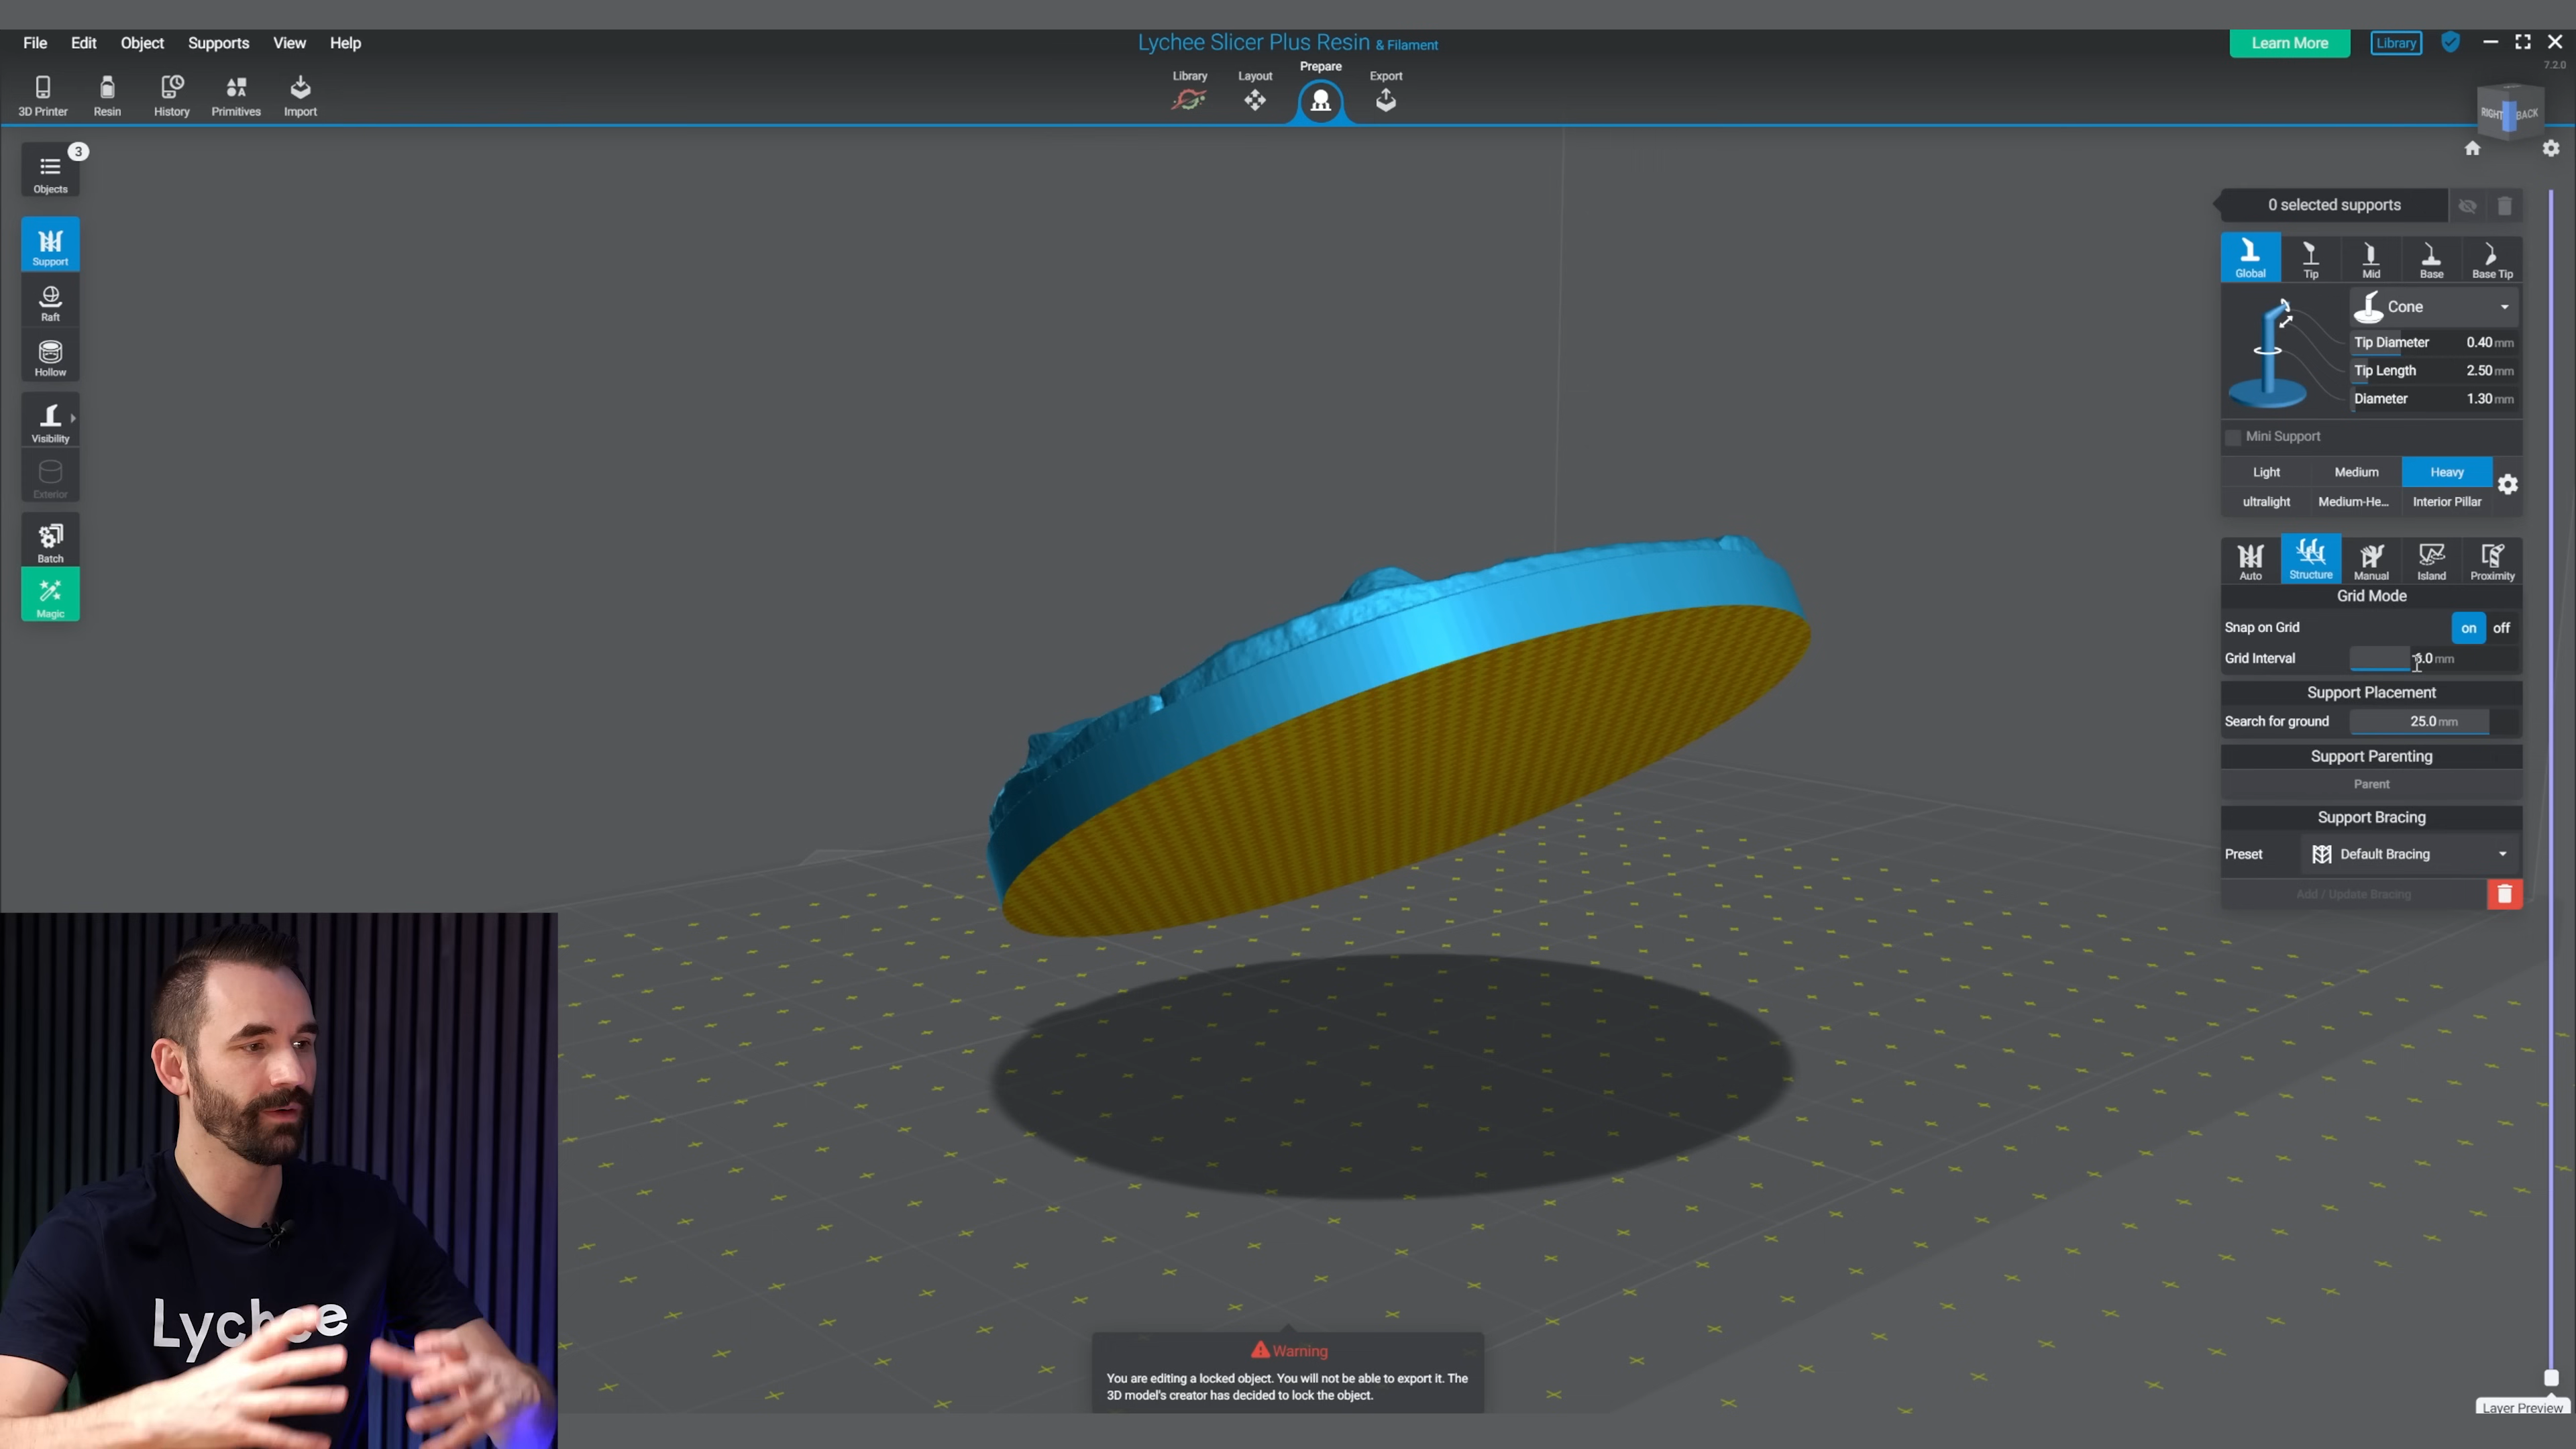 File Edit Object Supports View Help
Lychee Slicer Plus Resin & Filament
Learn More
Library
7.2.0
3D Printer Resin History Primitives Import
Library Layout Prepare Export
RIGHT BACK
3
Objects
Support
Raft
Hollow
Visibility
Exterior
Batch
Magic
0 selected supports
Global Tip Mid Base Base Tip
Cone
Tip Diameter 0.40 mm
Tip Length 2.50 mm
Diameter 1.30 mm
Mini Support
Light Medium Heavy
ultralight Medium-He... Interior Pillar
Auto Structure Manual Island Proximity
Grid Mode
Snap on Grid on off
Grid Interval mm
Support Placement
Search for ground 25.0 mm
Support Parenting
Parent
Support Bracing
Preset Default Bracing
Add / Update Bracing
Warning
You are editing a locked object. You will not be able to export it. The
3D model's creator has decided to lock the object.
Layer Preview
Lychee